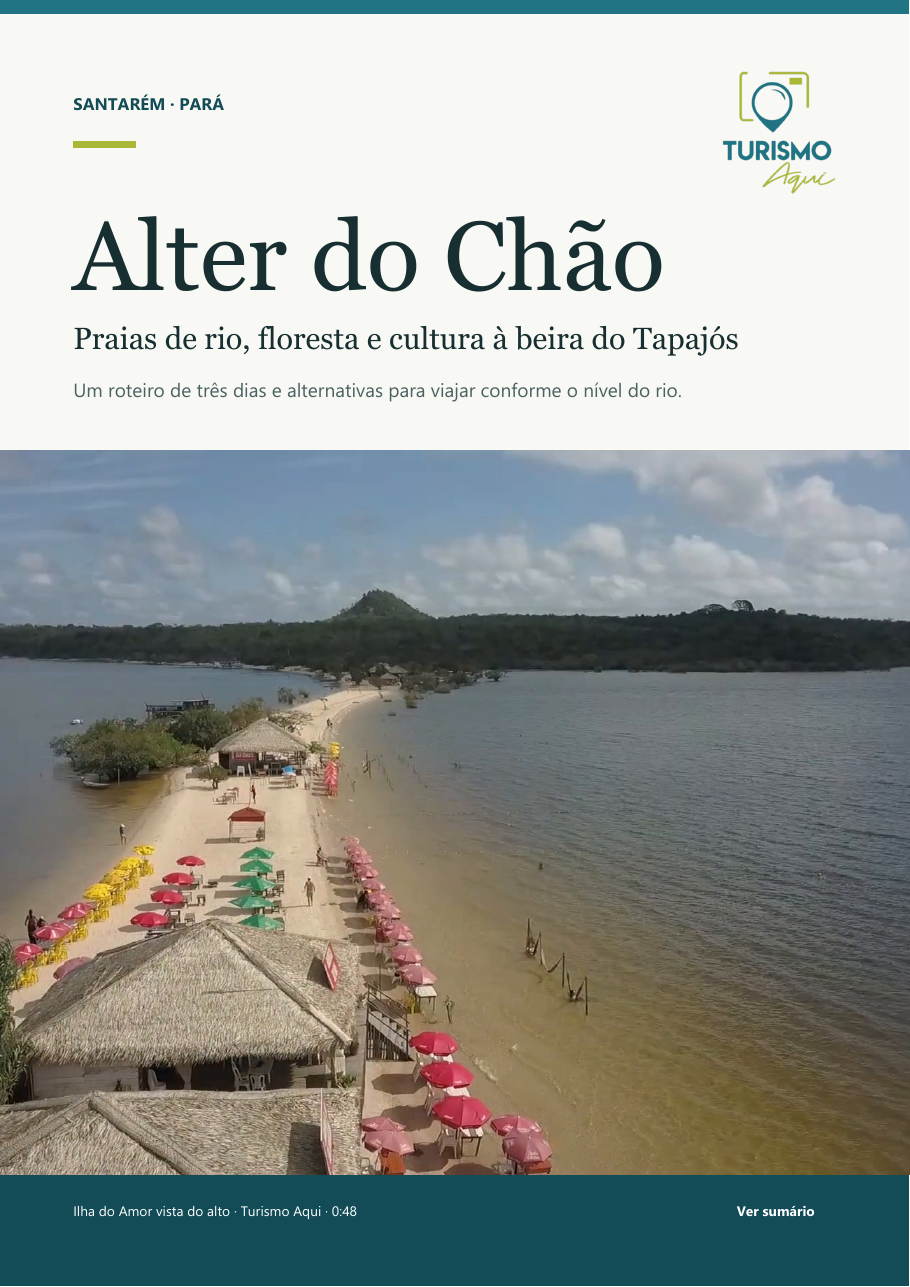 SANTARÉM · PARÁ
TURISMO
Aqui
Alter do Chão
Praias de rio, floresta e cultura à beira do Tapajós
Um roteiro de três dias e alternativas para viajar conforme o nível do rio.
Ilha do Amor vista do alto · Turismo Aqui · 0:48
Ver sumário